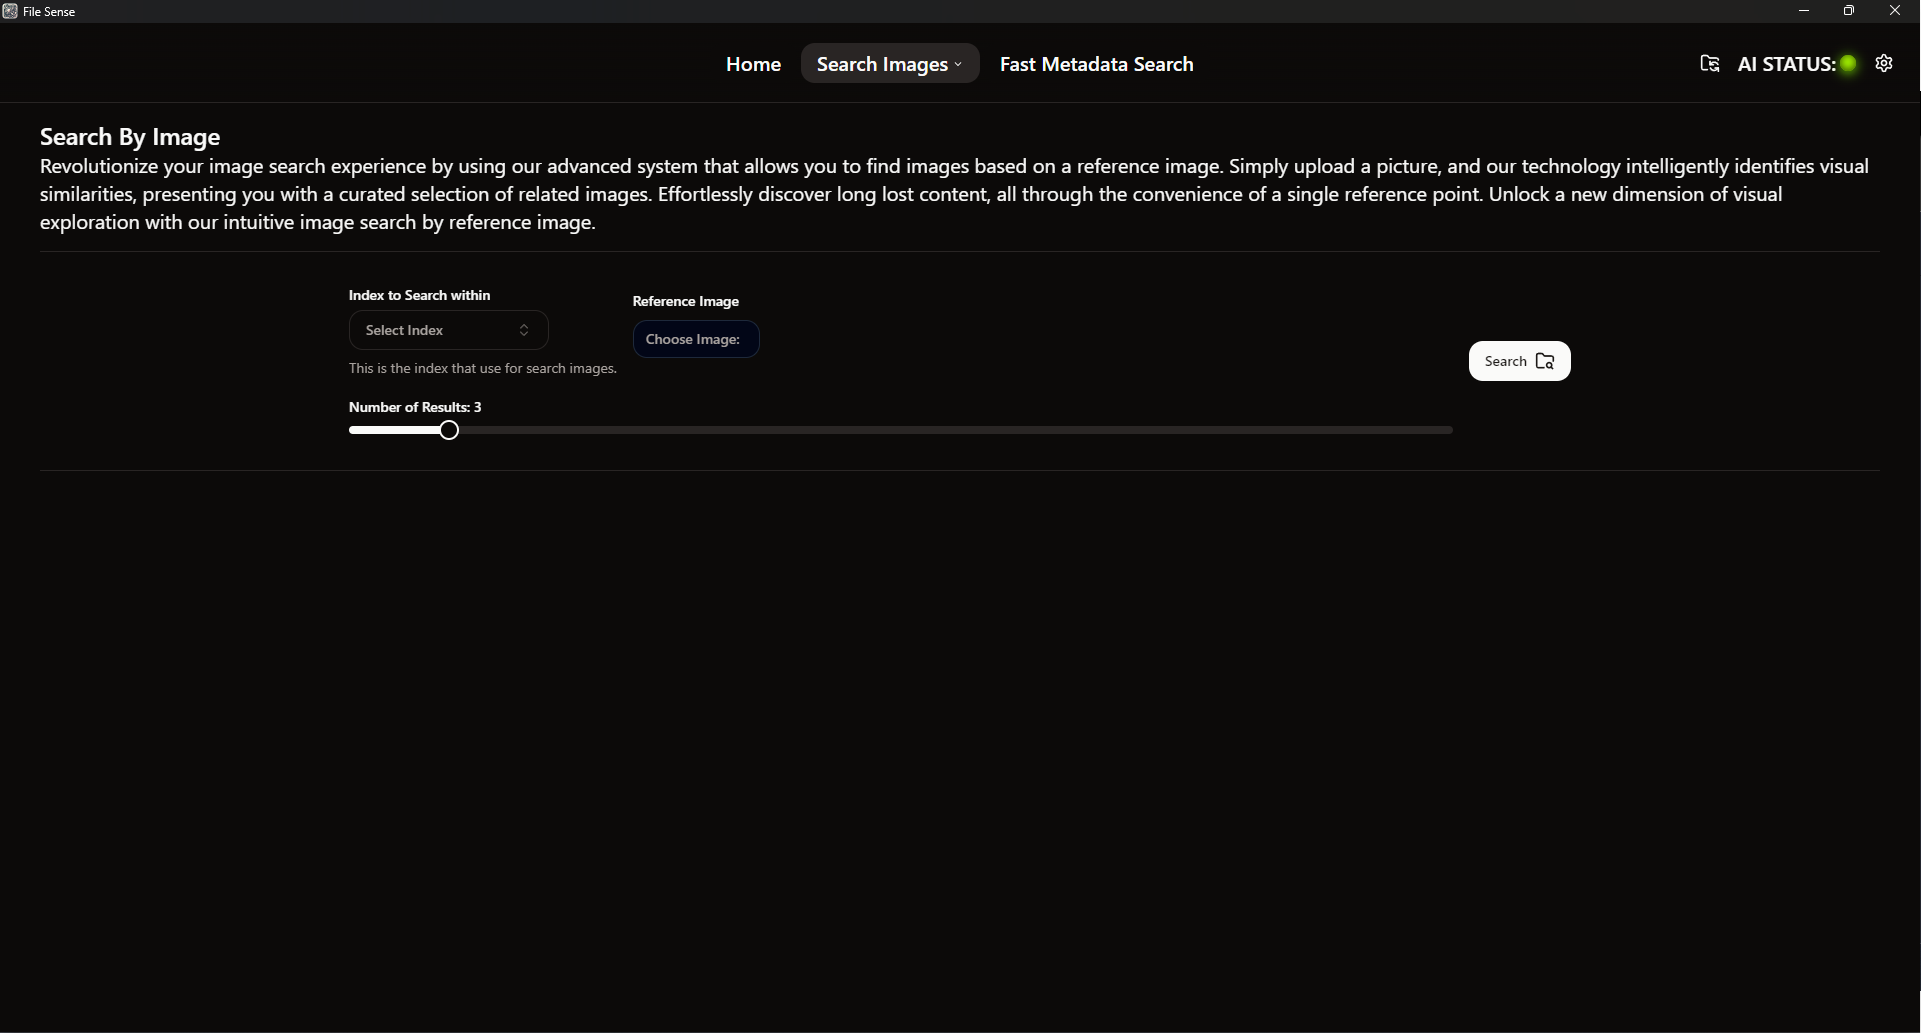 File Sense
Home
Search Images
Fast Metadata Search
AI STATUS:
Search By Image
Revolutionize your image search experience by using our advanced system that allows you to find images based on a reference image. Simply upload a picture, and our technology intelligently identifies visual
similarities, presenting you with a curated selection of related images. Effortlessly discover long lost content, all through the convenience of a single reference point. Unlock a new dimension of visual
exploration with our intuitive image search by reference image.
Index to Search within
Select Index
This is the index that use for search images.
Reference Image
Choose Image:
Number of Results: 3
Search